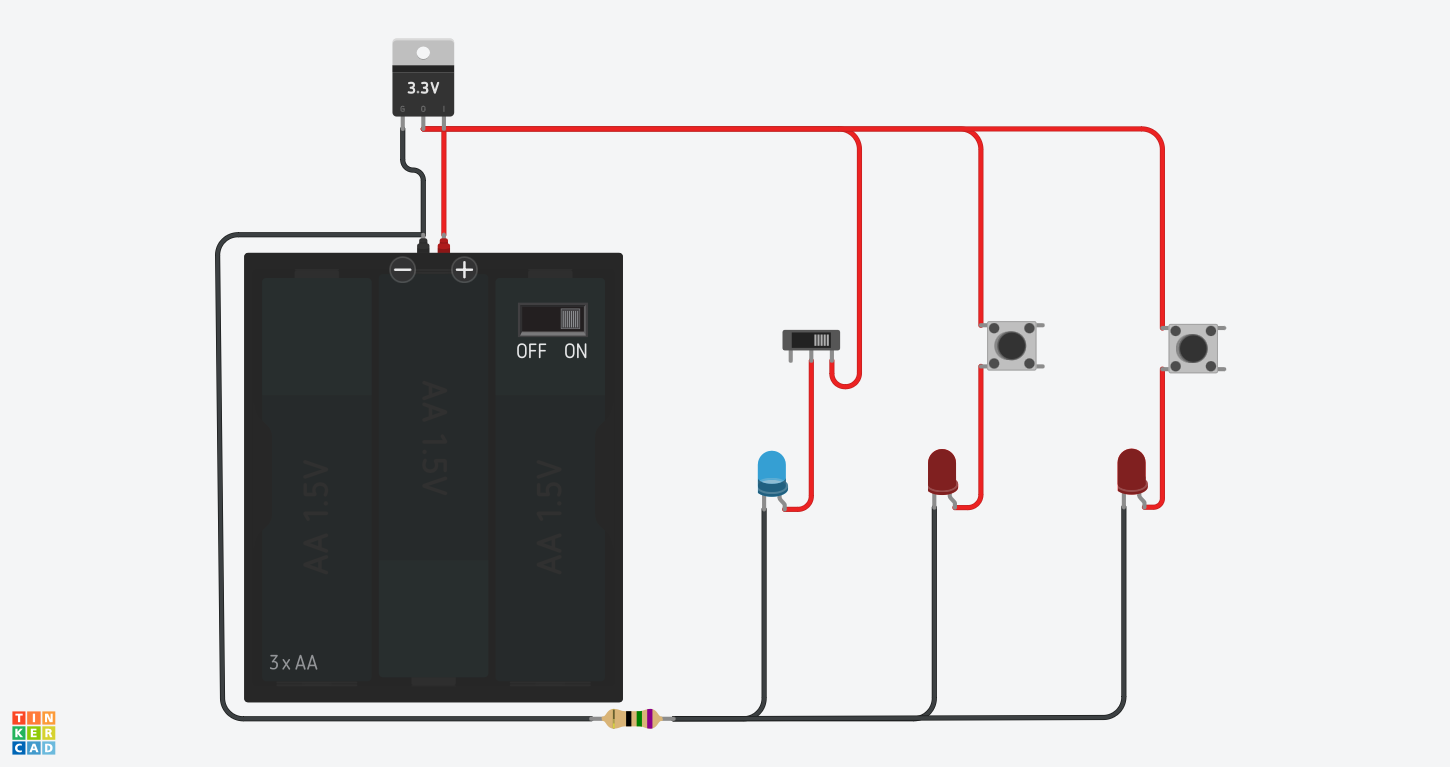 3.3V
G O I
− +
OFF ON
AA 1.5V
AA 1.5V
AA 1.5V
3 x AA
TIN
KER
CAD